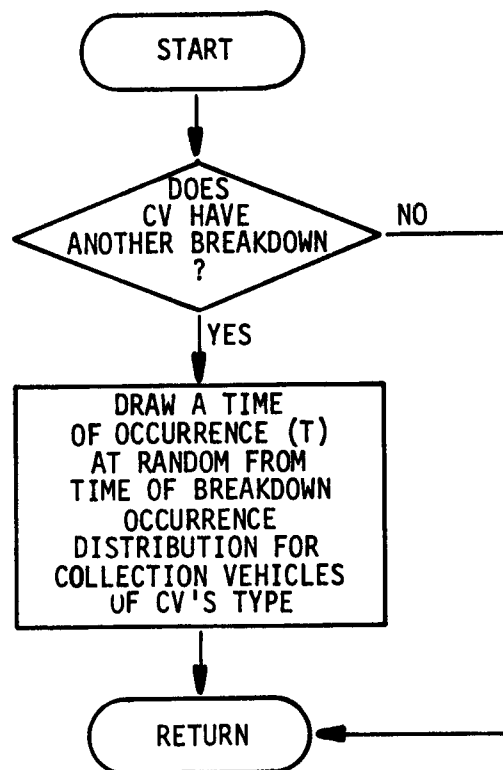 START
DOES
CV HAVE
ANOTHER BREAKDOWN
?
NO
YES
DRAW A TIME
OF OCCURRENCE (T)
AT RANDOM FROM
TIME OF BREAKDOWN
OCCURRENCE
DISTRIBUTION FOR
COLLECTION VEHICLES
OF CV'S TYPE
RETURN